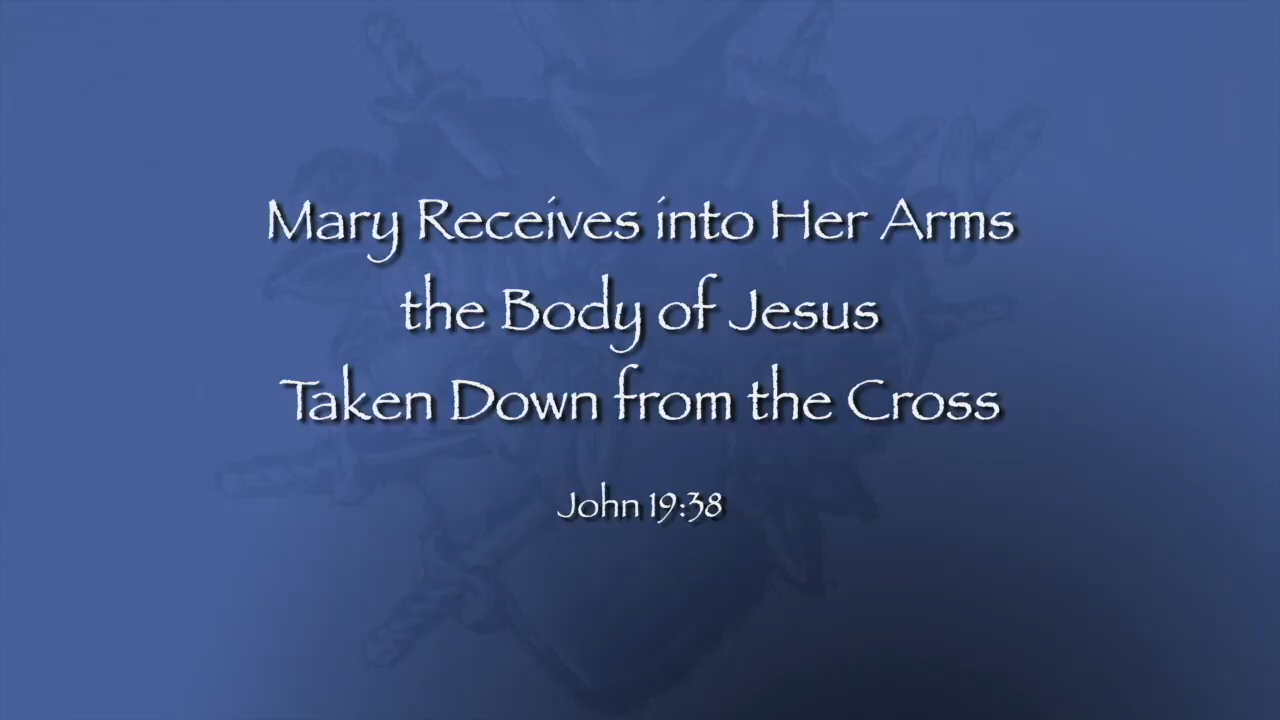 Mary Receives into Her Arms
the Body of Jesus
Taken Down from the Cross
John 19:38